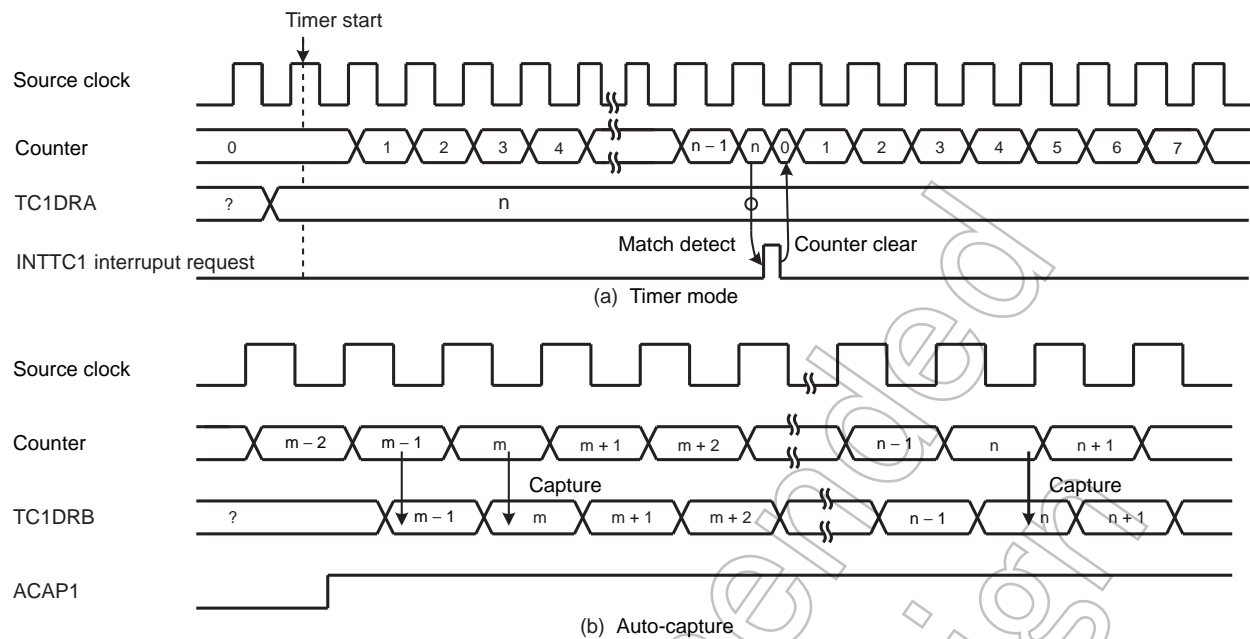 Timer start
Source clock
Counter 0 1 2 3 4 n – 1 n 0 1 2 3 4 5 6 7
TC1DRA ? n
Match detect Counter clear
INTTC1 interruput request
(a) Timer mode
Source clock
Counter m – 2 m – 1 m m + 1 m + 2 n – 1 n n + 1
Capture Capture
TC1DRB ? m – 1 m m + 1 m + 2 n – 1 n n + 1
ACAP1
(b) Auto-capture
ended
ign